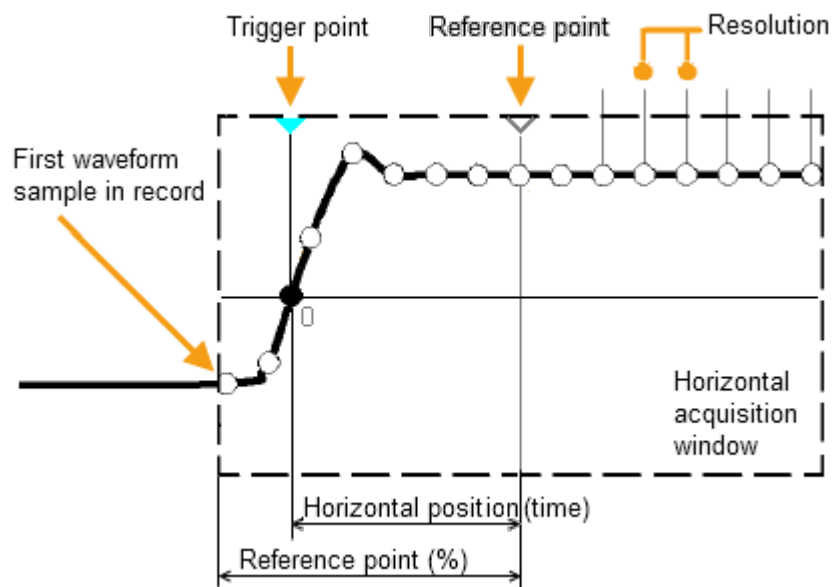 Trigger point
Reference point
Resolution
First waveform
sample in record
0
Horizontal
acquisition
window
Horizontal position (time)
Reference point (%)